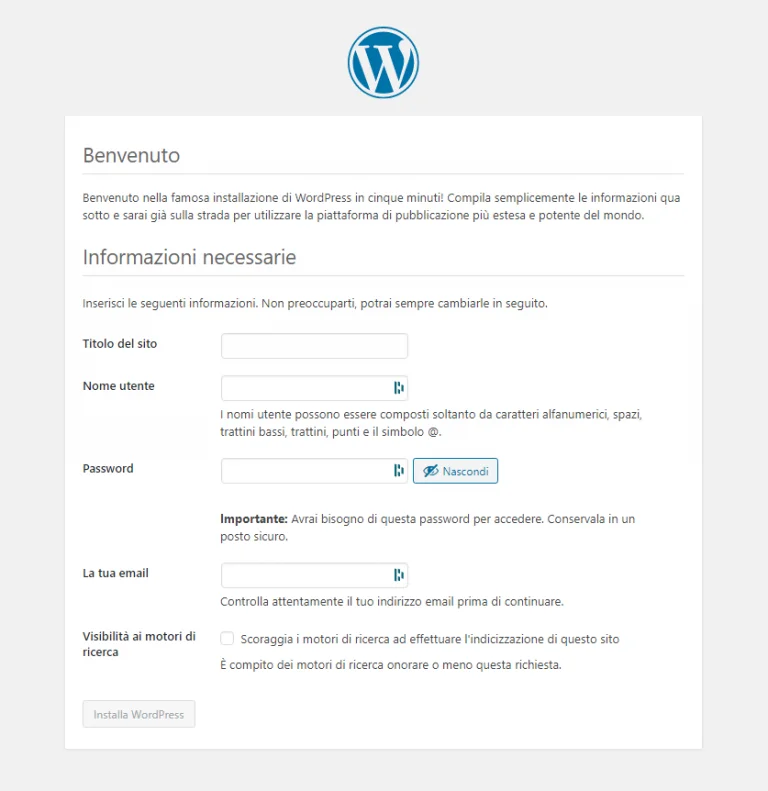 Benvenuto
Benvenuto nella famosa installazione di WordPress in cinque minuti! Compila semplicemente le informazioni qua
sotto e sarai già sulla strada per utilizzare la piattaforma di pubblicazione più estesa e potente del mondo.
Informazioni necessarie
Inserisci le seguenti informazioni. Non preoccuparti, potrai sempre cambiarle in seguito.
Titolo del sito
Nome utente
I nomi utente possono essere composti soltanto da caratteri alfanumerici, spazi,
trattini bassi, trattini, punti e il simbolo @.
Password
Nascondi
Importante: Avrai bisogno di questa password per accedere. Conservala in un
posto sicuro.
La tua email
Controlla attentamente il tuo indirizzo email prima di continuare.
Visibilità ai motori di
ricerca
Scoraggia i motori di ricerca ad effettuare l'indicizzazione di questo sito
È compito dei motori di ricerca onorare o meno questa richiesta.
Installa WordPress